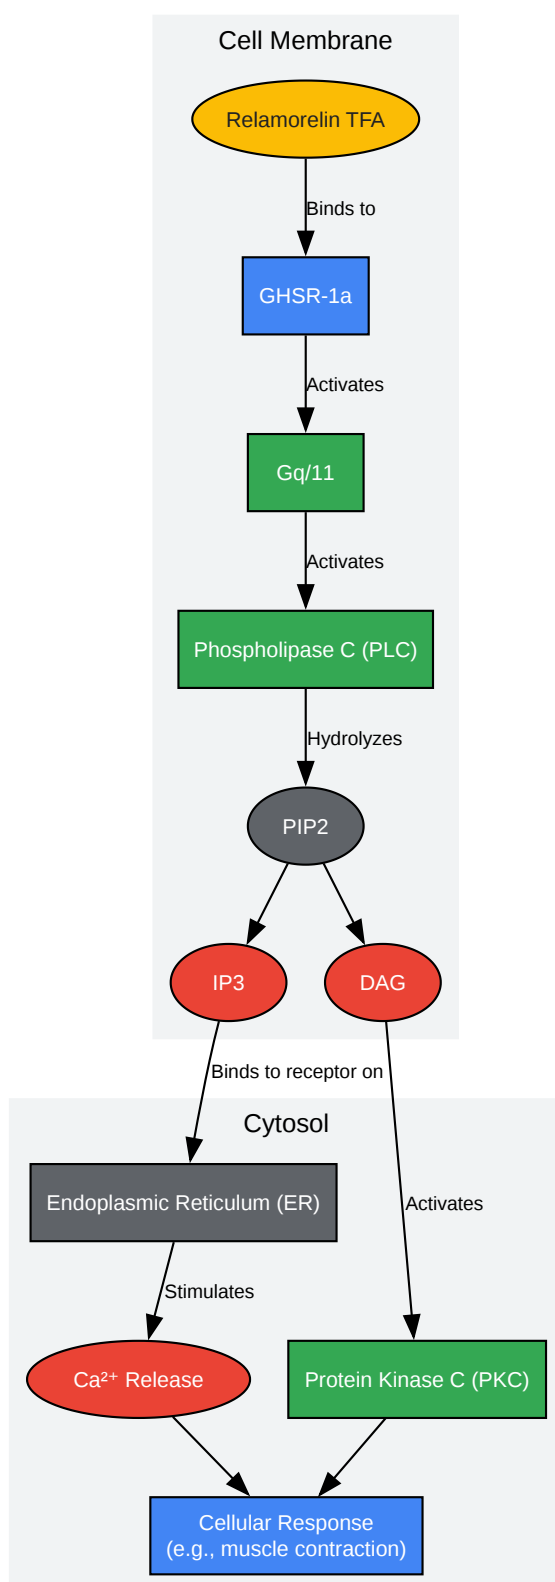 Cell Membrane
Relamorelin TFA
Binds to
GHSR-1a
Activates
Gq/11
Activates
Phospholipase C (PLC)
Hydrolyzes
PIP2
IP3
DAG
Binds to receptor on
Cytosol
Endoplasmic Reticulum (ER)
Activates
Stimulates
Ca²⁺ Release
Protein Kinase C (PKC)
Cellular Response
(e.g., muscle contraction)